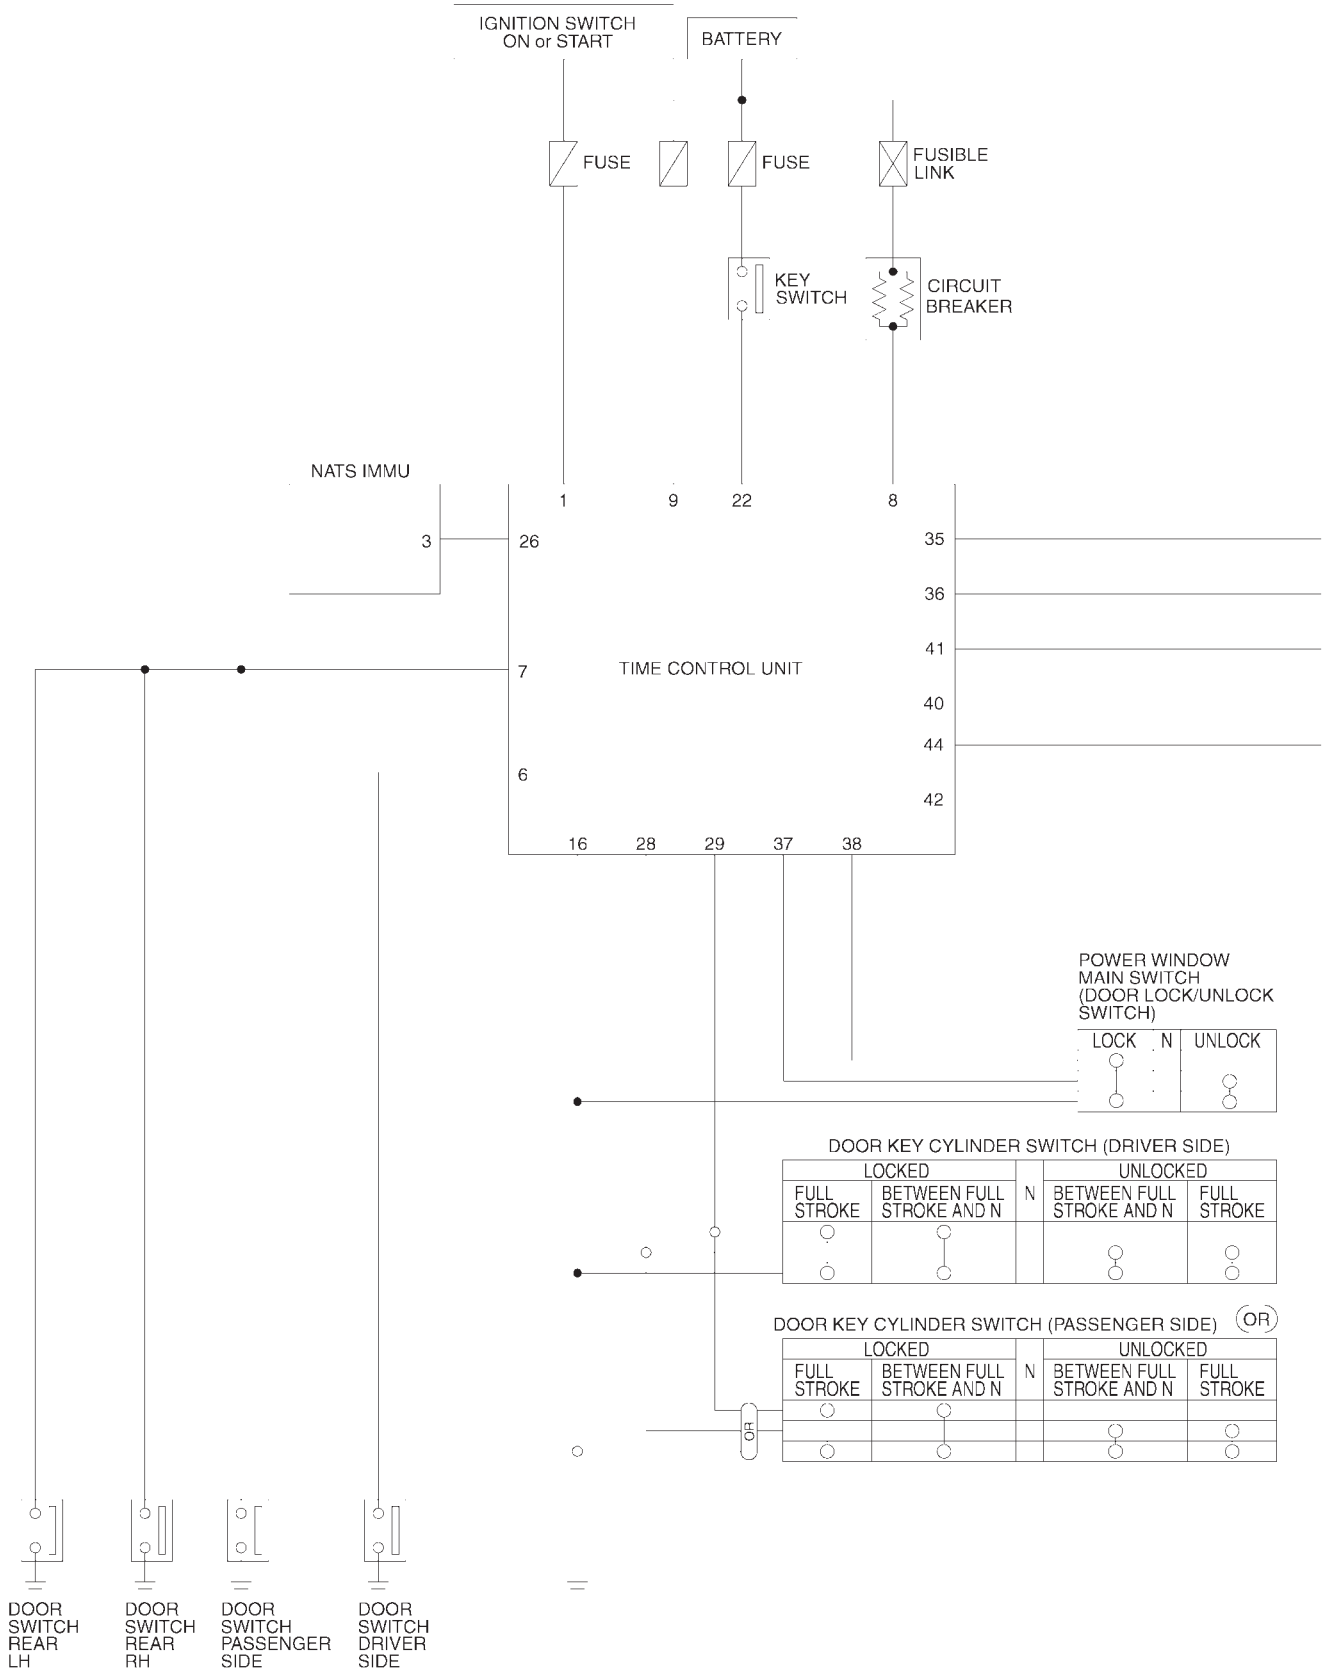 IGNITION SWITCH
ON or START
BATTERY
FUSE
FUSE
FUSIBLE
LINK
KEY
SWITCH
CIRCUIT
BREAKER
NATS IMMU
1
9
22
8
3
26
35
36
41
7
TIME CONTROL UNIT
40
44
6
42
16
28
29
37
38
POWER WINDOW
MAIN SWITCH
(DOOR LOCK/UNLOCK
SWITCH)
LOCK
N
UNLOCK
DOOR KEY CYLINDER SWITCH (DRIVER SIDE)
LOCKED
UNLOCKED
FULL
STROKE
BETWEEN FULL
STROKE AND N
N
BETWEEN FULL
STROKE AND N
FULL
STROKE
DOOR KEY CYLINDER SWITCH (PASSENGER SIDE)
OR
LOCKED
UNLOCKED
FULL
STROKE
BETWEEN FULL
STROKE AND N
N
BETWEEN FULL
STROKE AND N
FULL
STROKE
OR
DOOR
SWITCH
REAR
LH
DOOR
SWITCH
REAR
RH
DOOR
SWITCH
PASSENGER
SIDE
DOOR
SWITCH
DRIVER
SIDE